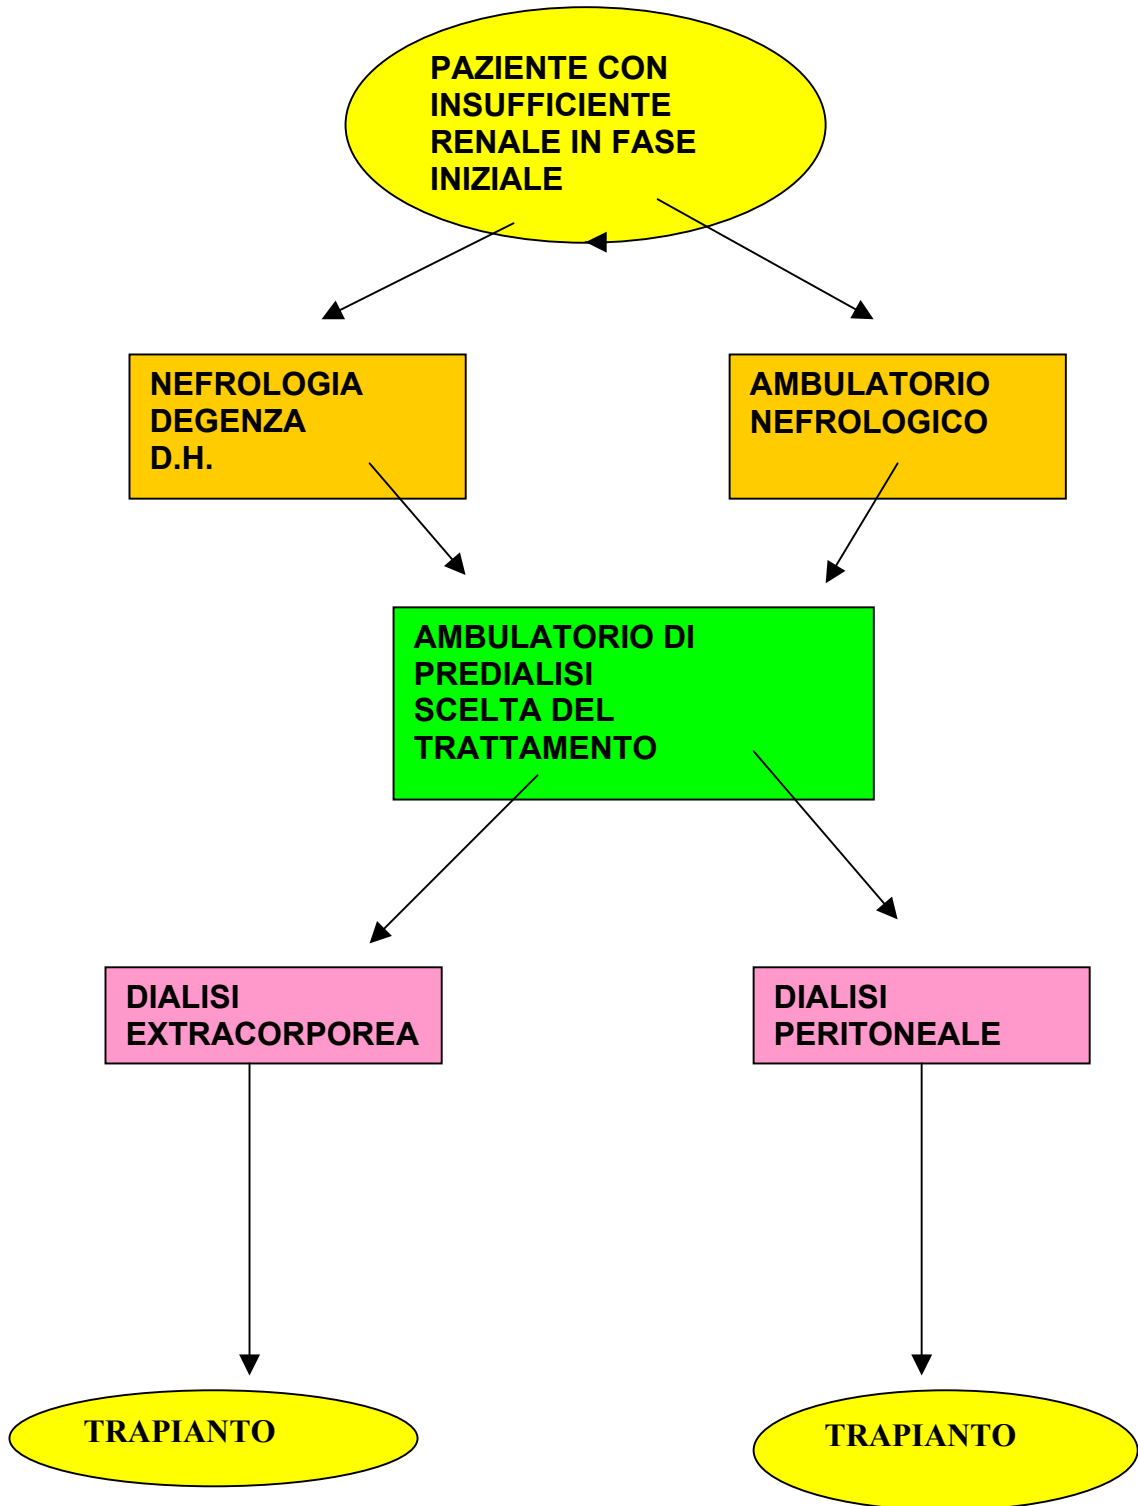 PAZIENTE CON
INSUFFICIENTE
RENALE IN FASE
INIZIALE
NEFROLOGIA
DEGENZA
D.H.
AMBULATORIO
NEFROLOGICO
AMBULATORIO DI
PREDIALISI
SCELTA DEL
TRATTAMENTO
DIALISI
EXTRACORPOREA
DIALISI
PERITONEALE
TRAPIANTO
TRAPIANTO